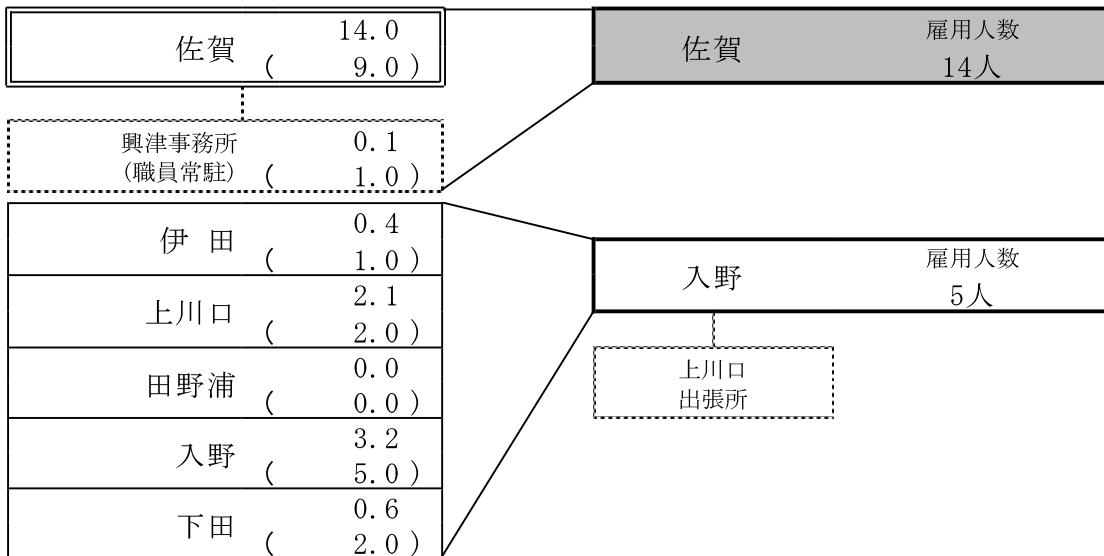 佐賀 14.0
( 9.0 )
興津事務所 0.1
(職員常駐) ( 1.0 )
伊 田 0.4
( 1.0 )
上川口 2.1
( 2.0 )
田野浦 0.0
( 0.0 )
入野 3.2
( 5.0 )
下田 0.6
( 2.0 )
佐賀 雇用人数
14人
入野 雇用人数
5人
上川口
出張所